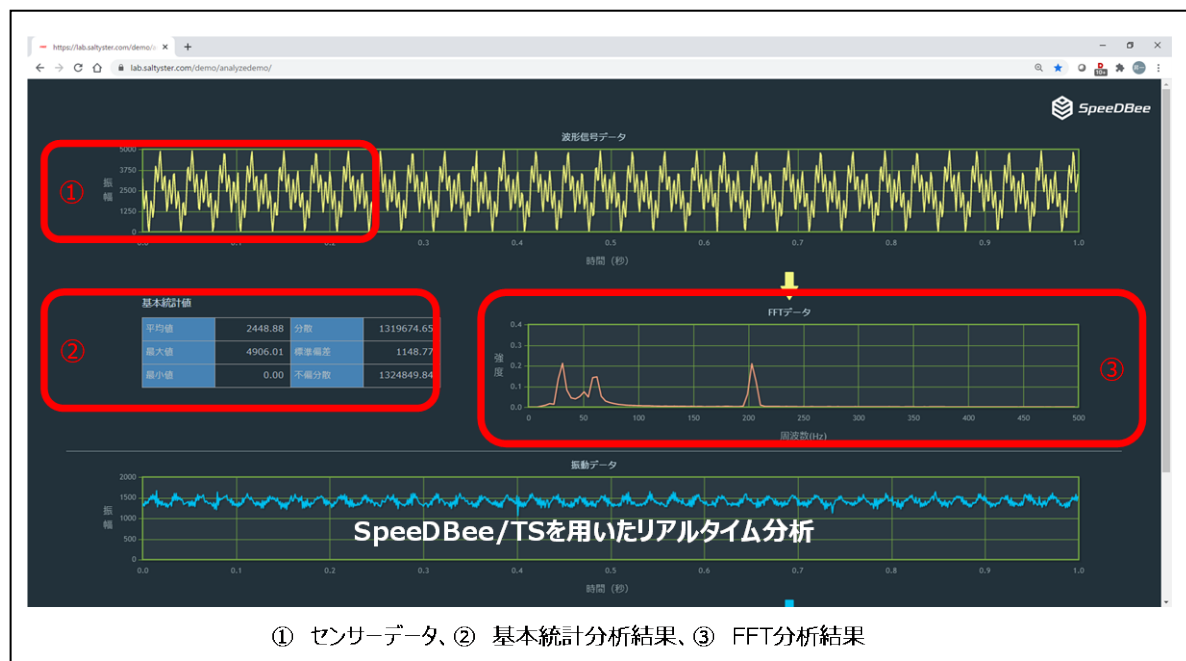 https://lab.saltyster.com/demo/a
lab.saltyster.com/demo/analyzedemo/
10+
SpeeDBee
波形信号データ
①
振幅
5000
3750
2500
1250
0
0.0 0.1 0.2 0.3 0.4 0.5 0.6 0.7 0.8 0.9 1.0
時間(秒)
②
基本統計値
平均値 2448.88 分散 1319674.65
最大値 4906.01 標準偏差 1148.77
最小値 0.00 不偏分散 1324849.84
FFTデータ
③
強度
0.4
0.3
0.2
0.1
0.0
0 50 100 150 200 250 300 350 400 450 500
周波数(Hz)
振動データ
振幅
2000
1500
1000
500
0
SpeeDBee/TSを用いたリアルタイム分析
0.0 0.1 0.2 0.3 0.4 0.5 0.6 0.7 0.8 0.9 1.0
時間(秒)
① センサーデータ、② 基本統計分析結果、③ FFT分析結果